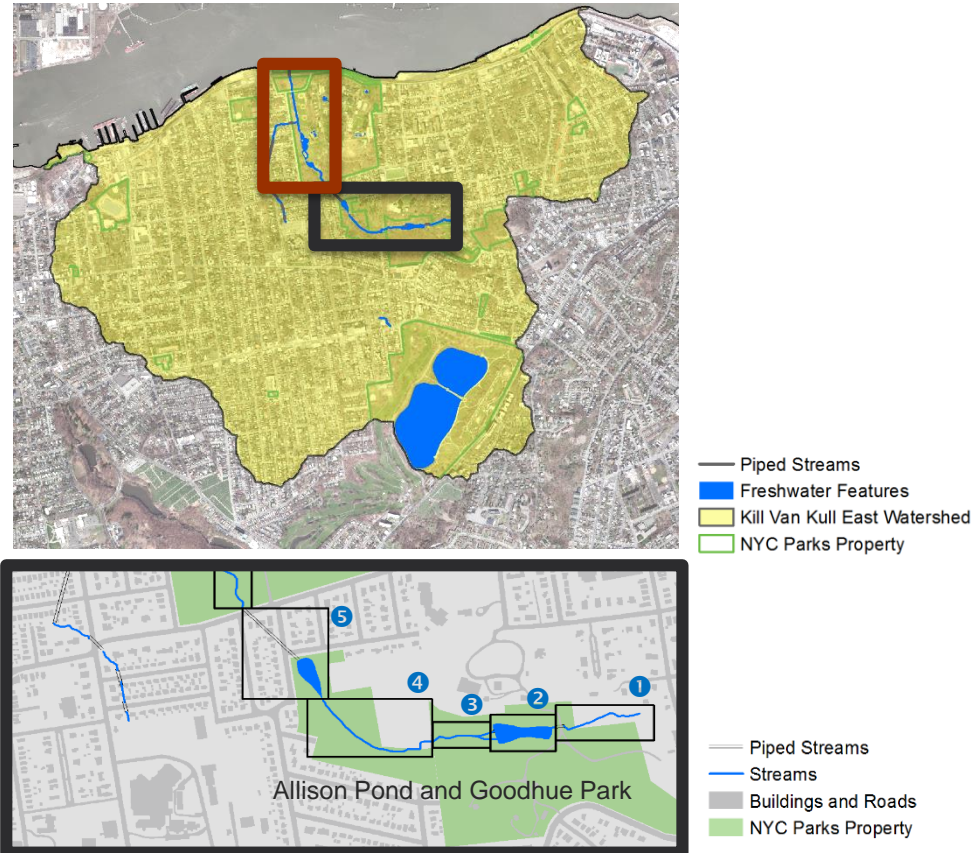 Piped Streams
Freshwater Features
Kill Van Kull East Watershed
NYC Parks Property
5
4
3
2
1
Allison Pond and Goodhue Park
Piped Streams
Streams
Buildings and Roads
NYC Parks Property